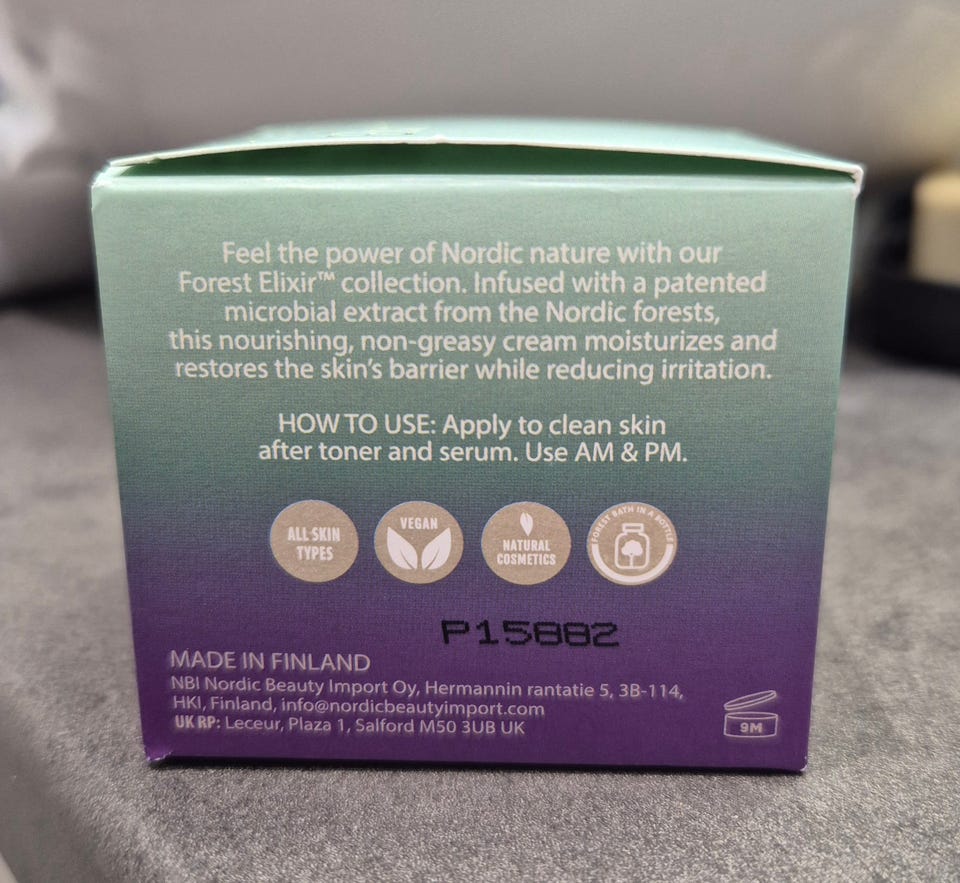 Feel the power of Nordic nature with our
Forest Elixir™ collection. Infused with a patented
microbial extract from the Nordic forests,
this nourishing, non-greasy cream moisturizes and
restores the skin's barrier while reducing irritation.
HOW TO USE: Apply to clean skin
after toner and serum. Use AM & PM.
ALL SKIN
TYPES
VEGAN
NATURAL
COSMETICS
FOREST BATH IN A BOTTLE
P15882
MADE IN FINLAND
NBI Nordic Beauty Import Oy, Hermannin rantatie 5, 3B-114,
HKI, Finland, info@nordicbeautyimport.com
UK RP: Leceur, Plaza 1, Salford M50 3UB UK
9M